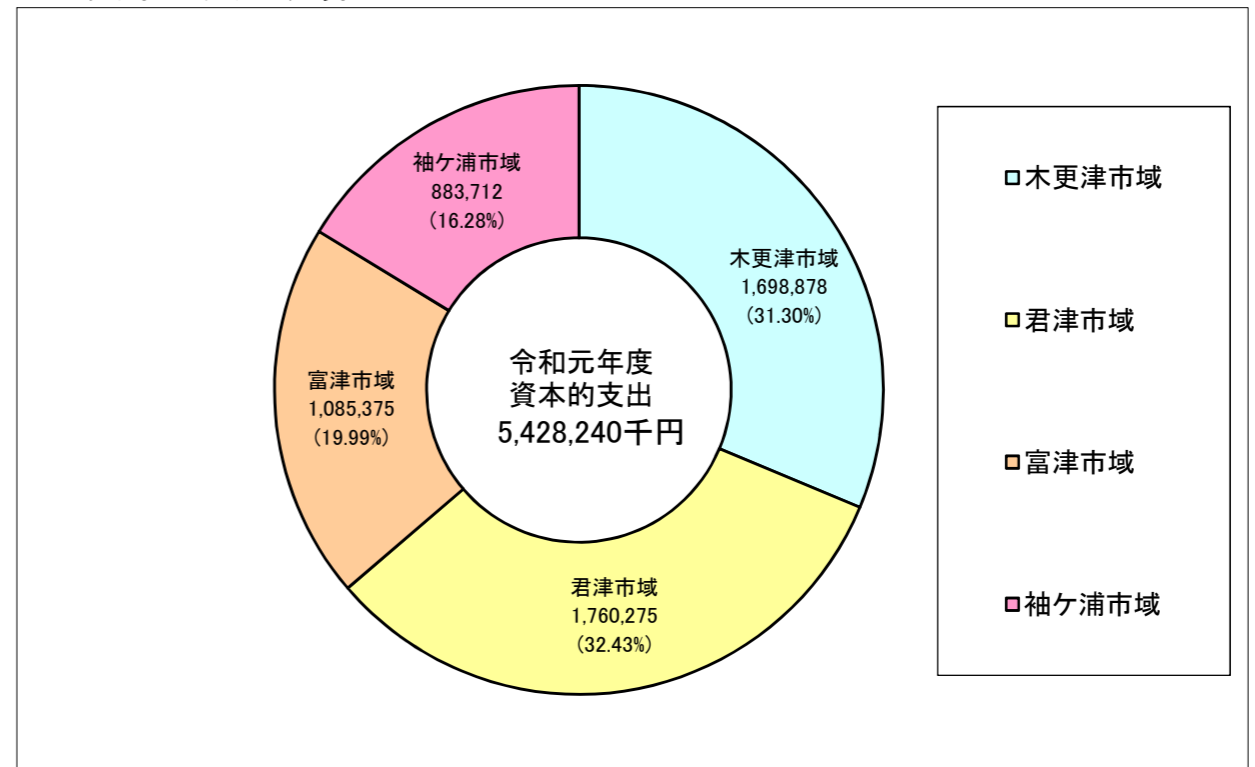 袖ケ浦市域
883,712
(16.28%)
木更津市域
1,698,878
(31.30%)
富津市域
1,085,375
(19.99%)
君津市域
1,760,275
(32.43%)
令和元年度
資本的支出
5,428,240千円
木更津市域
君津市域
富津市域
袖ケ浦市域